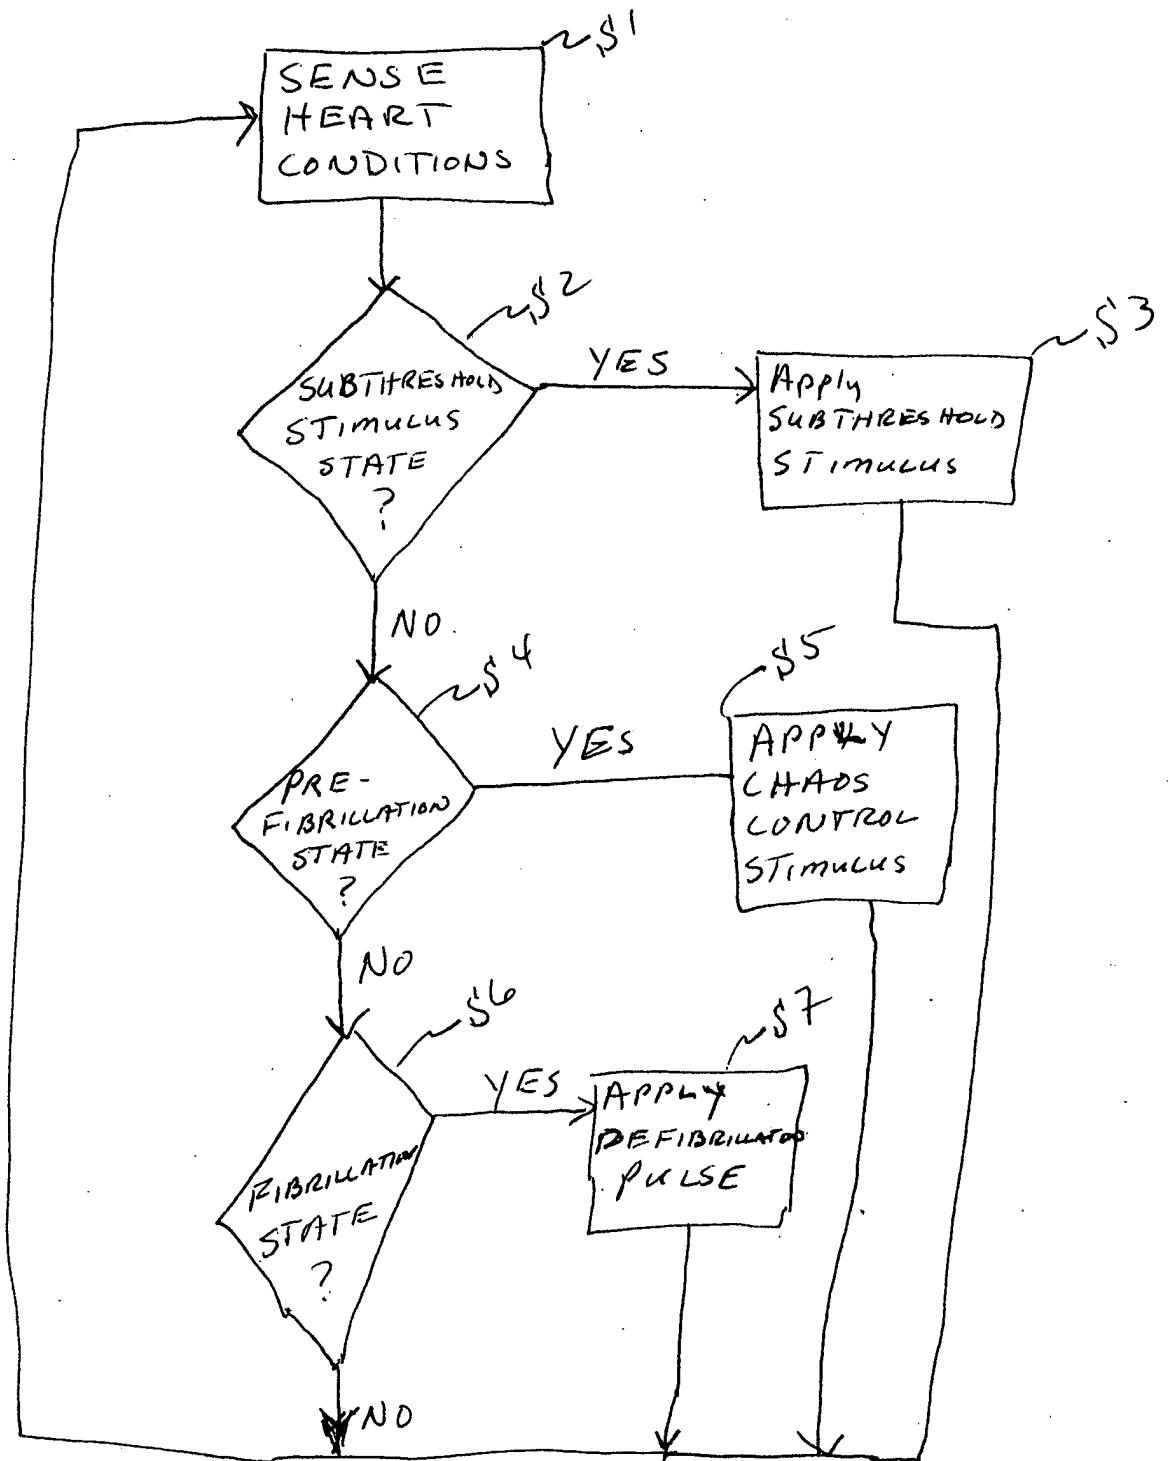 S1
SENSE
HEART
CONDITIONS
S2
SUBTHRESHOLD
STIMULUS
STATE
?
YES
S3
Apply
SUBTHRESHOLD
STIMULUS
NO
S4
PRE-
FIBRILLATION
STATE
?
YES
S5
APPLY
CHAOS
CONTROL
STIMULUS
NO
S6
FIBRILLATION
STATE
?
YES
S7
APPLY
DEFIBRILLATOR
PULSE
NO